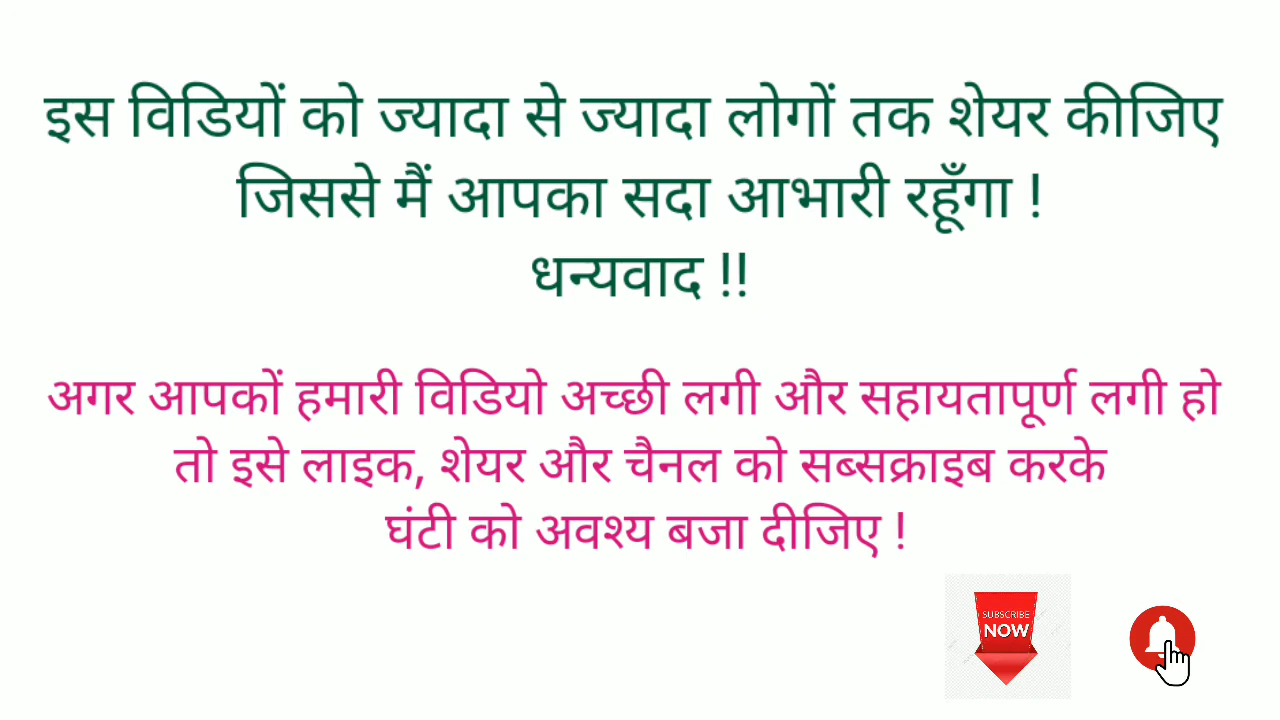 इस विडियों को ज्यादा से ज्यादा लोगों तक शेयर कीजिए
जिससे मैं आपका सदा आभारी रहूँगा !
धन्यवाद !!
अगर आपकों हमारी विडियो अच्छी लगी और सहायतापूर्ण लगी हो
तो इसे लाइक, शेयर और चैनल को सब्सक्राइब करके
घंटी को अवश्य बजा दीजिए !
SUBSCRIBE
NOW